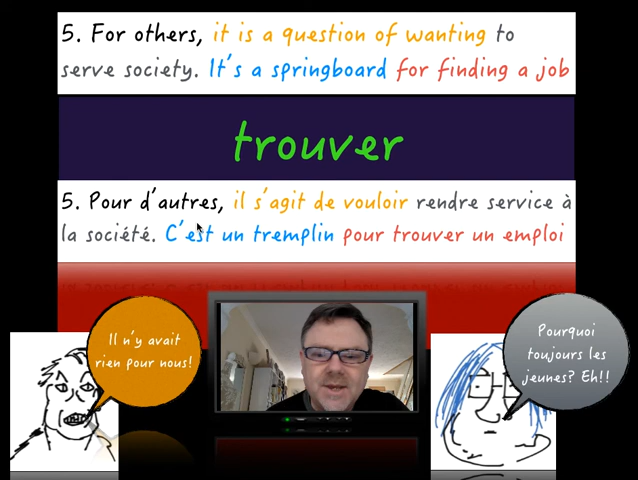 5. For others, it is a question of wanting to
serve society. It's a springboard for finding a job
trouver
5. Pour d'autres, il s'agit de vouloir rendre service à
la société. C'est un tremplin pour trouver un emploi
Il n'y avait
rien pour nous!
Pourquoi
toujours les
jeunes? Eh!!